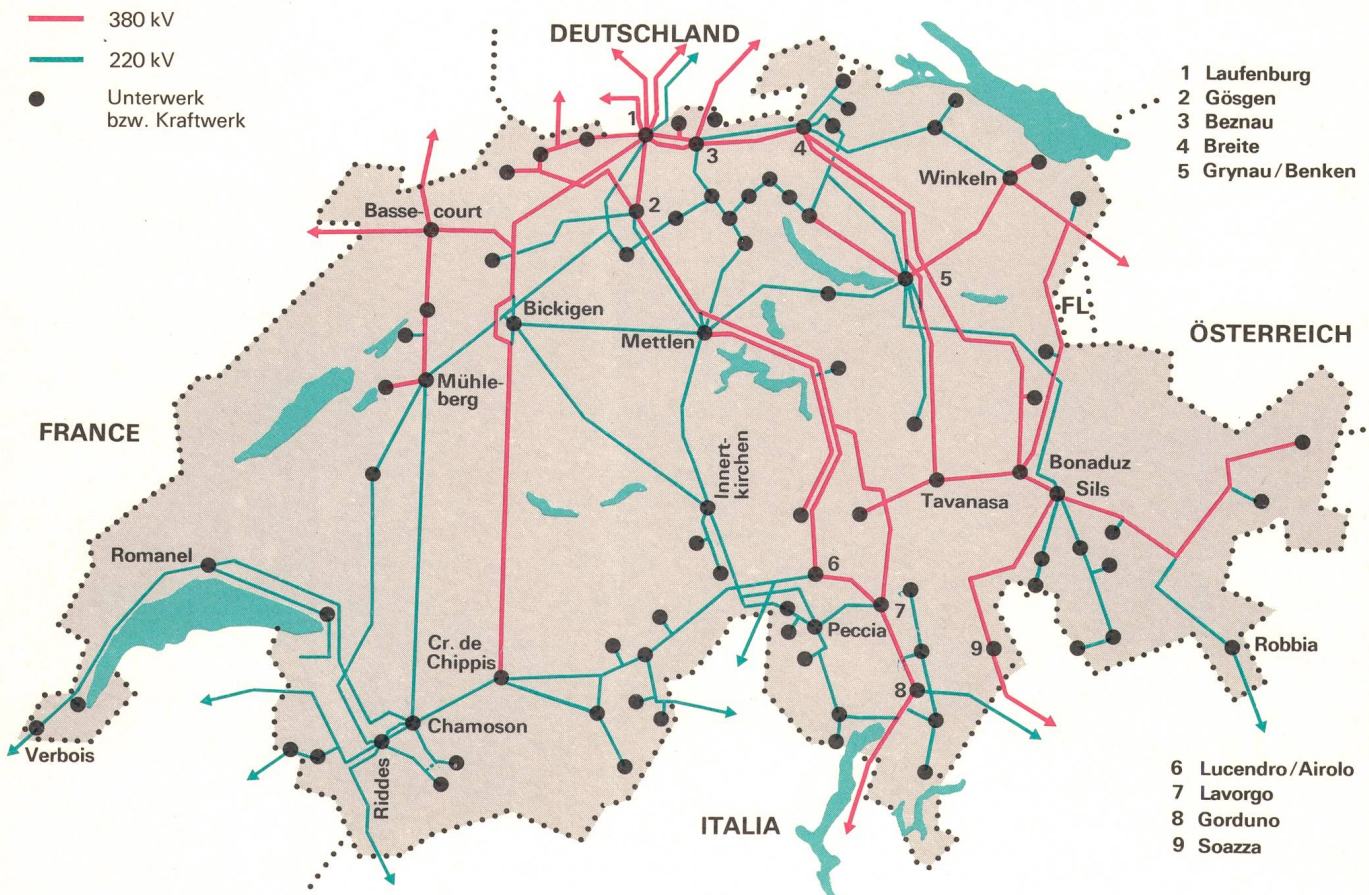 380 kV
220 kV
Unterwerk
bzw. Kraftwerk
DEUTSCHLAND
1 Laufenburg
2 Gösgen
3 Beznau
4 Breite
5 Grynau/Benken
1
3
4
Winkeln
Basse-court
2
5
FL
Bickigen
Mettlen
ÖSTERREICH
Mühle-
berg
FRANCE
Innert-
kirchen
Bonaduz
Sils
Tavanasa
Romanel
6
7
Peccia
Cr. de
Chippis
9
Robbia
8
Chamoson
Verbois
Riddes
ITALIA
6 Lucendro/Airolo
7 Lavorgo
8 Gorduno
9 Soazza